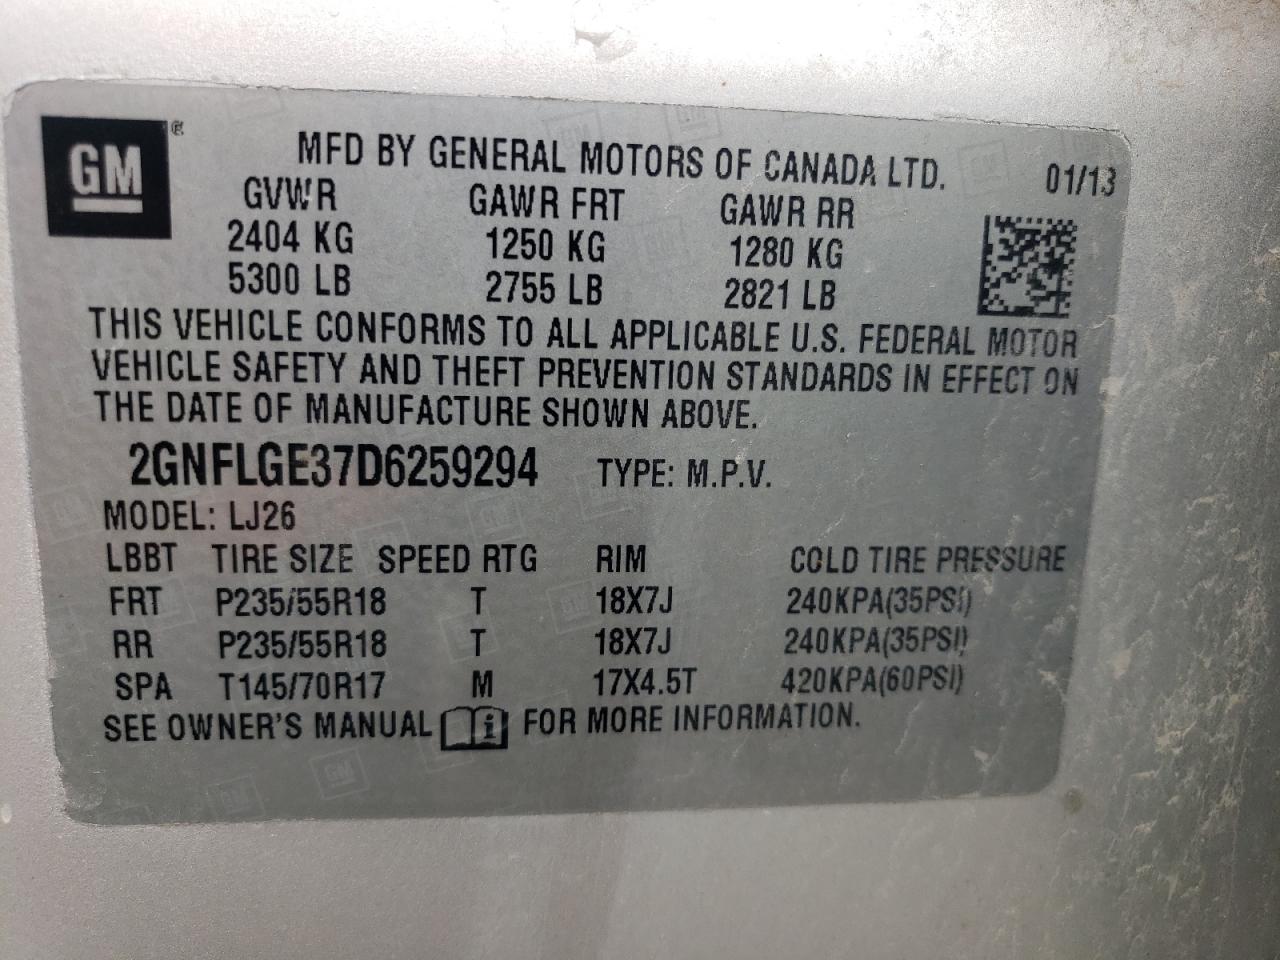 GM ®
MFD BY GENERAL MOTORS OF CANADA LTD. 01/13
GVWR GAWR FRT GAWR RR
2404 KG 1250 KG 1280 KG
5300 LB 2755 LB 2821 LB
THIS VEHICLE CONFORMS TO ALL APPLICABLE U.S. FEDERAL MOTOR
VEHICLE SAFETY AND THEFT PREVENTION STANDARDS IN EFFECT ON
THE DATE OF MANUFACTURE SHOWN ABOVE.
2GNFLGE37D6259294 TYPE: M.P.V.
MODEL: LJ26
LBBT TIRE SIZE SPEED RTG RIM COLD TIRE PRESSURE
FRT P235/55R18 T 18X7J 240KPA(35PSI)
RR P235/55R18 T 18X7J 240KPA(35PSI)
SPA T145/70R17 M 17X4.5T 420KPA(60PSI)
SEE OWNER'S MANUAL i FOR MORE INFORMATION.